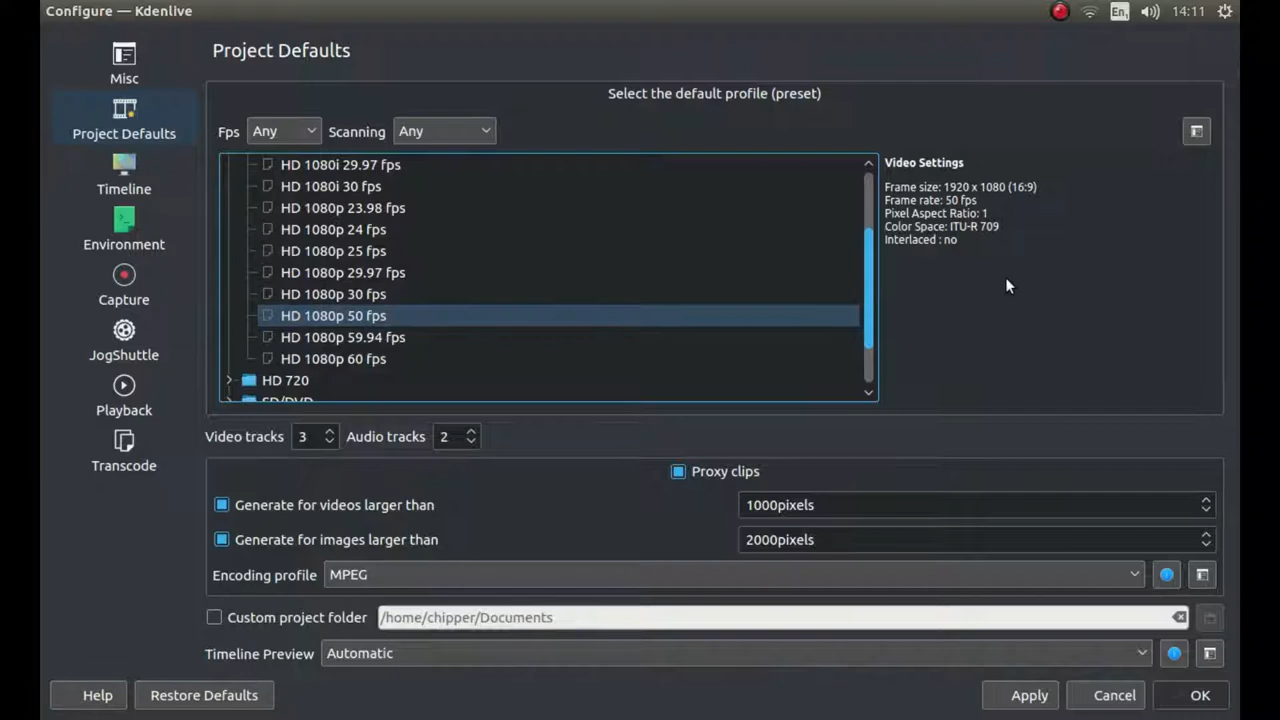 Configure — Kdenlive
En₁ 14:11
Misc
Project Defaults
Timeline
Environment
Capture
JogShuttle
Playback
Transcode
Project Defaults
Select the default profile (preset)
Fps Any Scanning Any
HD 1080i 29.97 fps
HD 1080i 30 fps
HD 1080p 23.98 fps
HD 1080p 24 fps
HD 1080p 25 fps
HD 1080p 29.97 fps
HD 1080p 30 fps
HD 1080p 50 fps
HD 1080p 59.94 fps
HD 1080p 60 fps
HD 720
SD/DVD
Video Settings
Frame size: 1920 x 1080 (16:9)
Frame rate: 50 fps
Pixel Aspect Ratio: 1
Color Space: ITU-R 709
Interlaced : no
Video tracks 3 Audio tracks 2
Proxy clips
Generate for videos larger than 1000pixels
Generate for images larger than 2000pixels
Encoding profile MPEG
Custom project folder /home/chipper/Documents
Timeline Preview Automatic
Help Restore Defaults Apply Cancel OK